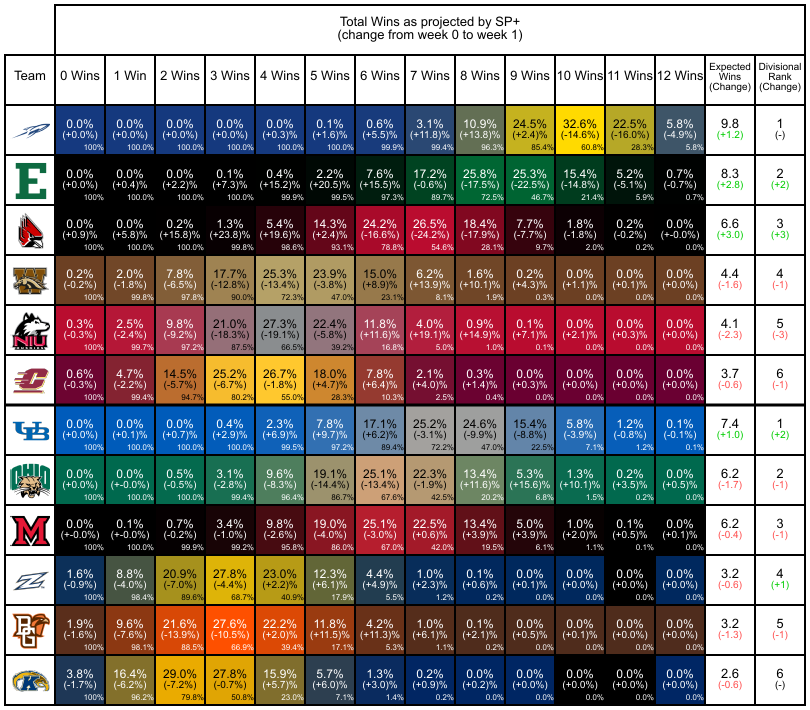 Total Wins as projected by SP+
(change from week 0 to week 1)
Team 0 Wins 1 Win 2 Wins 3 Wins 4 Wins 5 Wins 6 Wins 7 Wins 8 Wins 9 Wins 10 Wins 11 Wins 12 Wins Expected Wins (Change) Divisional Rank (Change)
0.0% 0.0% 0.0% 0.0% 0.0% 0.1% 0.6% 3.1% 10.9% 24.5% 32.6% 22.5% 5.8% 9.8 1
(+0.0%) (+0.0%) (+0.0%) (+0.0%) (+0.3%) (+1.6%) (+5.5%) (+11.8%) (+13.8%) (+2.4%) (-14.6%) (-16.0%) (-4.9%) (+1.2) (-)
100% 100.0% 100.0% 100.0% 100.0% 100.0% 99.9% 99.4% 96.3% 85.4% 60.8% 28.3% 5.8%
E
0.0% 0.0% 0.0% 0.1% 0.4% 2.2% 7.6% 17.2% 25.8% 25.3% 15.4% 5.2% 0.7% 8.3 2
(+0.0%) (+0.4%) (+2.2%) (+7.3%) (+15.2%) (+20.5%) (+15.5%) (-0.6%) (-17.5%) (-22.5%) (-14.8%) (-5.1%) (-0.7%) (+2.8) (+2)
100% 100.0% 100.0% 100.0% 99.9% 99.5% 97.3% 89.7% 72.5% 46.7% 21.4% 5.9% 0.7%
0.0% 0.0% 0.2% 1.3% 5.4% 14.3% 24.2% 26.5% 18.4% 7.7% 1.8% 0.2% 0.0% 6.6 3
(+0.9%) (+5.8%) (+15.8%) (+23.8%) (+19.6%) (+2.4%) (-16.6%) (-24.2%) (-17.9%) (-7.7%) (-1.8%) (-0.2%) (+-0.0%) (+3.0) (+3)
100% 100.0% 100.0% 99.8% 98.6% 93.1% 78.8% 54.6% 28.1% 9.7% 2.0% 0.2% 0.0%
W
0.2% 2.0% 7.8% 17.7% 25.3% 23.9% 15.0% 6.2% 1.6% 0.2% 0.0% 0.0% 0.0% 4.4 4
(-0.2%) (-1.8%) (-6.5%) (-12.8%) (-13.4%) (-3.8%) (+8.9%) (+13.9%) (+10.1%) (+4.3%) (+1.1%) (+0.1%) (+0.0%) (-1.6) (-1)
100% 99.8% 97.8% 90.0% 72.3% 47.0% 23.1% 8.1% 1.9% 0.3% 0.0% 0.0% 0.0%
NIU
0.3% 2.5% 9.8% 21.0% 27.3% 22.4% 11.8% 4.0% 0.9% 0.1% 0.0% 0.0% 0.0% 4.1 5
(-0.3%) (-2.4%) (-9.2%) (-18.3%) (-19.1%) (-5.8%) (+11.6%) (+19.1%) (+14.9%) (+7.1%) (+2.1%) (+0.3%) (+0.0%) (-2.3) (-3)
100% 99.7% 97.2% 87.5% 66.5% 39.2% 16.8% 5.0% 1.0% 0.1% 0.0% 0.0% 0.0%
C
0.6% 4.7% 14.5% 25.2% 26.7% 18.0% 7.8% 2.1% 0.3% 0.0% 0.0% 0.0% 0.0% 3.7 6
(-0.3%) (-2.2%) (-5.7%) (-6.7%) (-1.8%) (+4.7%) (+6.4%) (+4.0%) (+1.4%) (+0.3%) (+0.0%) (+0.0%) (+0.0%) (-0.6) (-1)
100% 99.4% 94.7% 80.2% 55.0% 28.3% 10.3% 2.5% 0.4% 0.0% 0.0% 0.0% 0.0%
UB
0.0% 0.0% 0.0% 0.4% 2.3% 7.8% 17.1% 25.2% 24.6% 15.4% 5.8% 1.2% 0.1% 7.4 1
(+0.0%) (+0.1%) (+0.7%) (+2.9%) (+6.9%) (+9.7%) (+6.2%) (-3.1%) (-9.9%) (-8.8%) (-3.9%) (-0.8%) (-0.1%) (+1.0) (+2)
100% 100.0% 100.0% 100.0% 99.5% 97.2% 89.4% 72.2% 47.0% 22.5% 7.1% 1.2% 0.1%
OHIO
0.0% 0.0% 0.5% 3.1% 9.6% 19.1% 25.1% 22.3% 13.4% 5.3% 1.3% 0.2% 0.0% 6.2 2
(+0.0%) (+-0.0%) (-0.5%) (-2.8%) (-8.3%) (-14.4%) (-13.4%) (-1.9%) (+11.6%) (+15.6%) (+10.1%) (+3.5%) (+0.5%) (-1.7) (-1)
100% 100.0% 100.0% 99.4% 96.4% 86.7% 67.6% 42.5% 20.2% 6.8% 1.5% 0.2% 0.0%
M
0.0% 0.1% 0.7% 3.4% 9.8% 19.0% 25.1% 22.5% 13.4% 5.0% 1.0% 0.1% 0.0% 6.2 3
(+-0.0%) (+-0.0%) (-0.2%) (-1.0%) (-2.6%) (-4.0%) (-3.0%) (+0.6%) (+3.9%) (+3.9%) (+2.0%) (+0.5%) (+0.1%) (-0.4) (-1)
100% 100.0% 99.9% 99.2% 95.8% 86.0% 67.0% 42.0% 19.5% 6.1% 1.1% 0.1% 0.0%
1.6% 8.8% 20.9% 27.8% 23.0% 12.3% 4.4% 1.0% 0.1% 0.0% 0.0% 0.0% 0.0% 3.2 4
(-0.9%) (-4.0%) (-7.0%) (-4.4%) (+2.2%) (+6.1%) (+4.9%) (+2.3%) (+0.6%) (+0.1%) (+0.0%) (+0.0%) (+0.0%) (-0.6) (+1)
100% 98.4% 89.6% 68.7% 40.9% 17.9% 5.5% 1.2% 0.2% 0.0% 0.0% 0.0% 0.0%
BG
1.9% 9.6% 21.6% 27.6% 22.2% 11.8% 4.2% 1.0% 0.1% 0.0% 0.0% 0.0% 0.0% 3.2 5
(-1.6%) (-7.6%) (-13.9%) (-10.5%) (+2.0%) (+11.5%) (+11.3%) (+6.1%) (+2.1%) (+0.5%) (+0.1%) (+0.0%) (+0.0%) (-1.3) (-1)
100% 98.1% 88.5% 66.9% 39.4% 17.1% 5.3% 1.1% 0.2% 0.0% 0.0% 0.0% 0.0%
K
3.8% 16.4% 29.0% 27.8% 15.9% 5.7% 1.3% 0.2% 0.0% 0.0% 0.0% 0.0% 0.0% 2.6 6
(-1.7%) (-6.2%) (-7.2%) (-0.7%) (+5.7%) (+6.0%) (+3.0%) (+0.9%) (+0.2%) (+0.0%) (+0.0%) (+0.0%) (+0.0%) (-0.6) (-)
100% 96.2% 79.8% 50.8% 23.0% 7.1% 1.4% 0.2% 0.0% 0.0% 0.0% 0.0% 0.0%